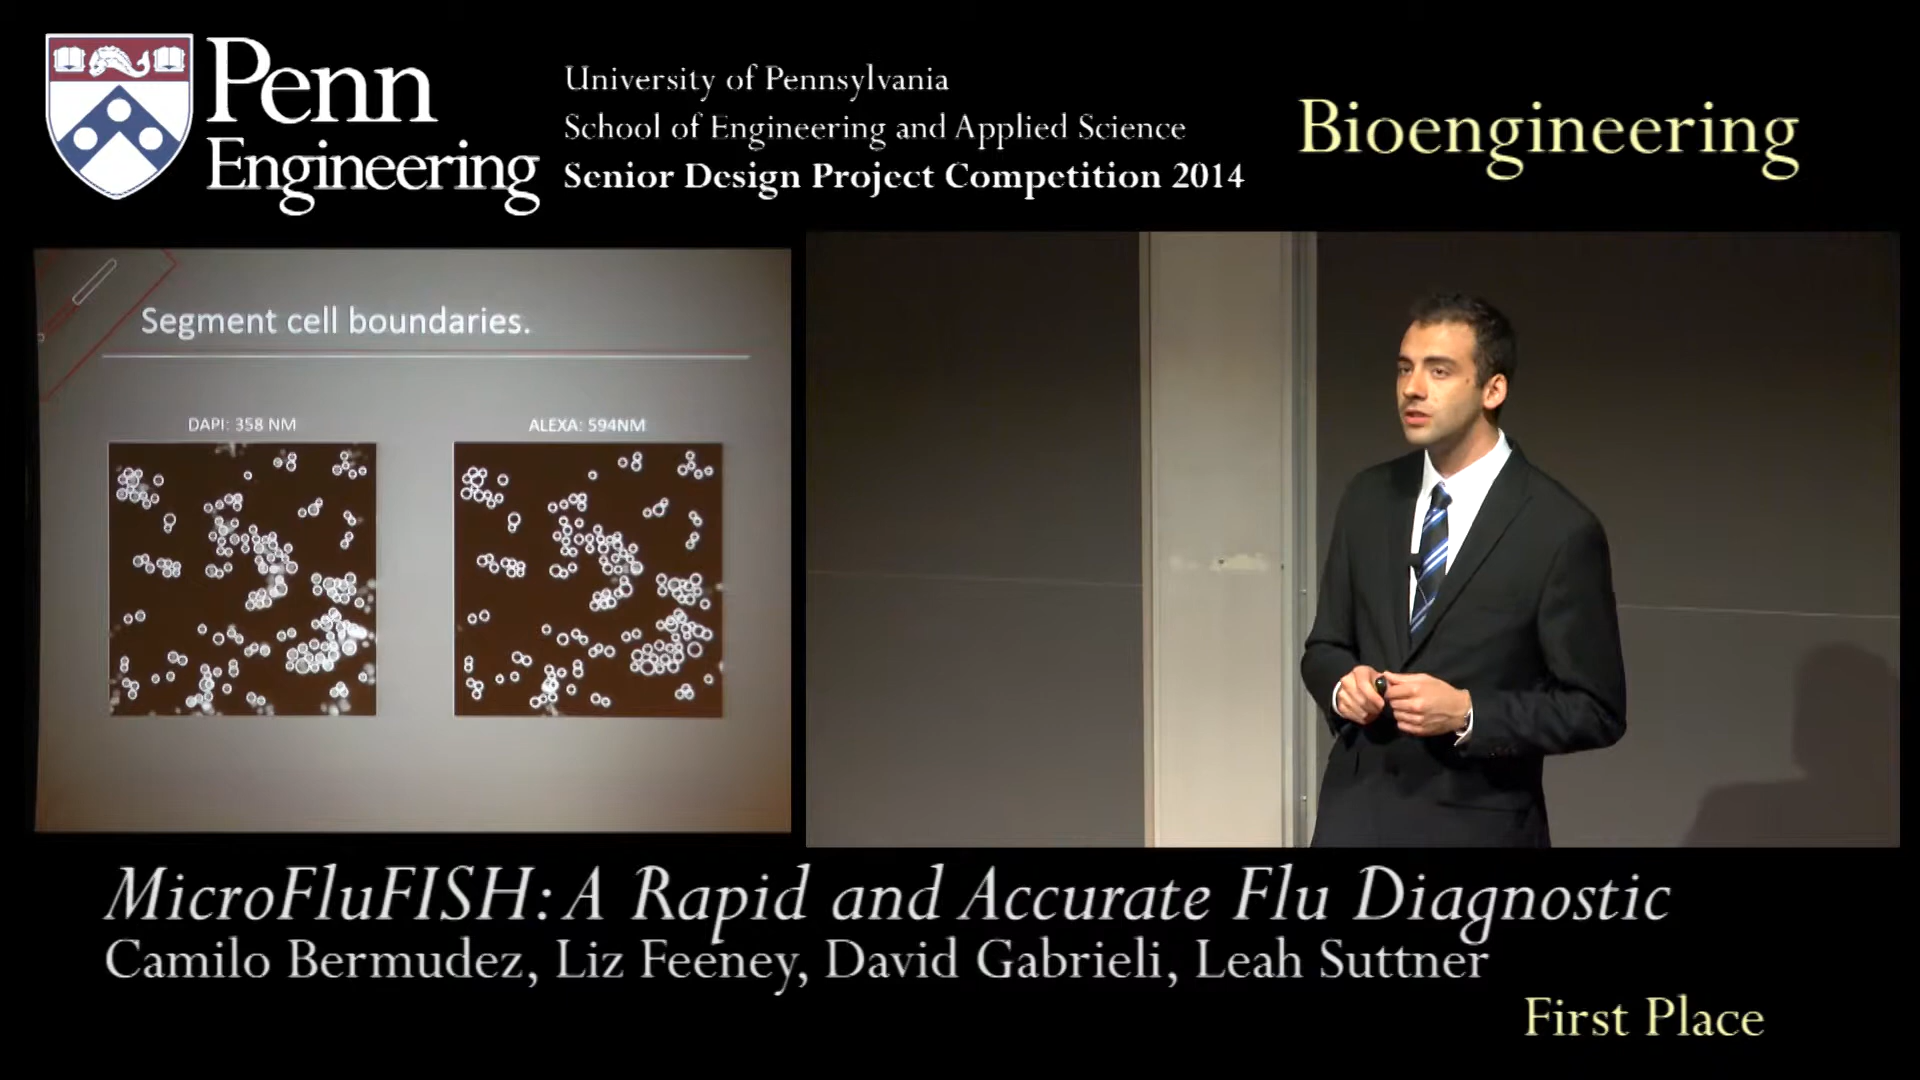 Penn
Engineering
University of Pennsylvania
School of Engineering and Applied Science
Senior Design Project Competition 2014
Bioengineering
Segment cell boundaries.
DAPI: 358 NM
ALEXA: 594NM
MicroFluFISH: A Rapid and Accurate Flu Diagnostic
Camilo Bermudez, Liz Feeney, David Gabrieli, Leah Suttner
First Place